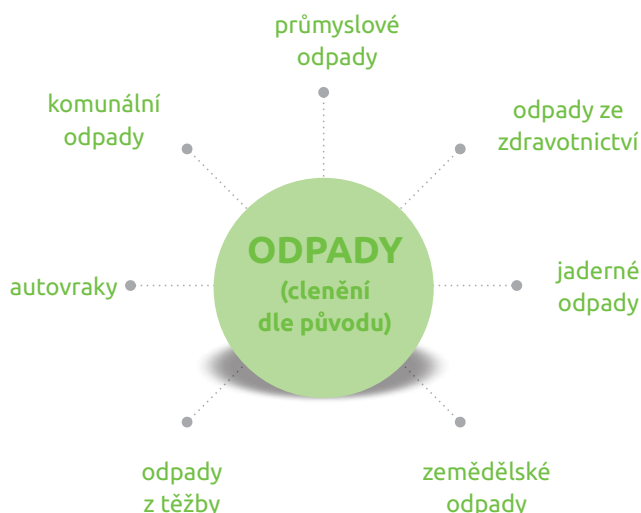 průmyslové
odpady
komunální
odpady
odpady ze
zdravotnictví
ODPADY
(clenění
dle původu)
autovraky
jaderné
odpady
odpady
z těžby
zemědělské
odpady